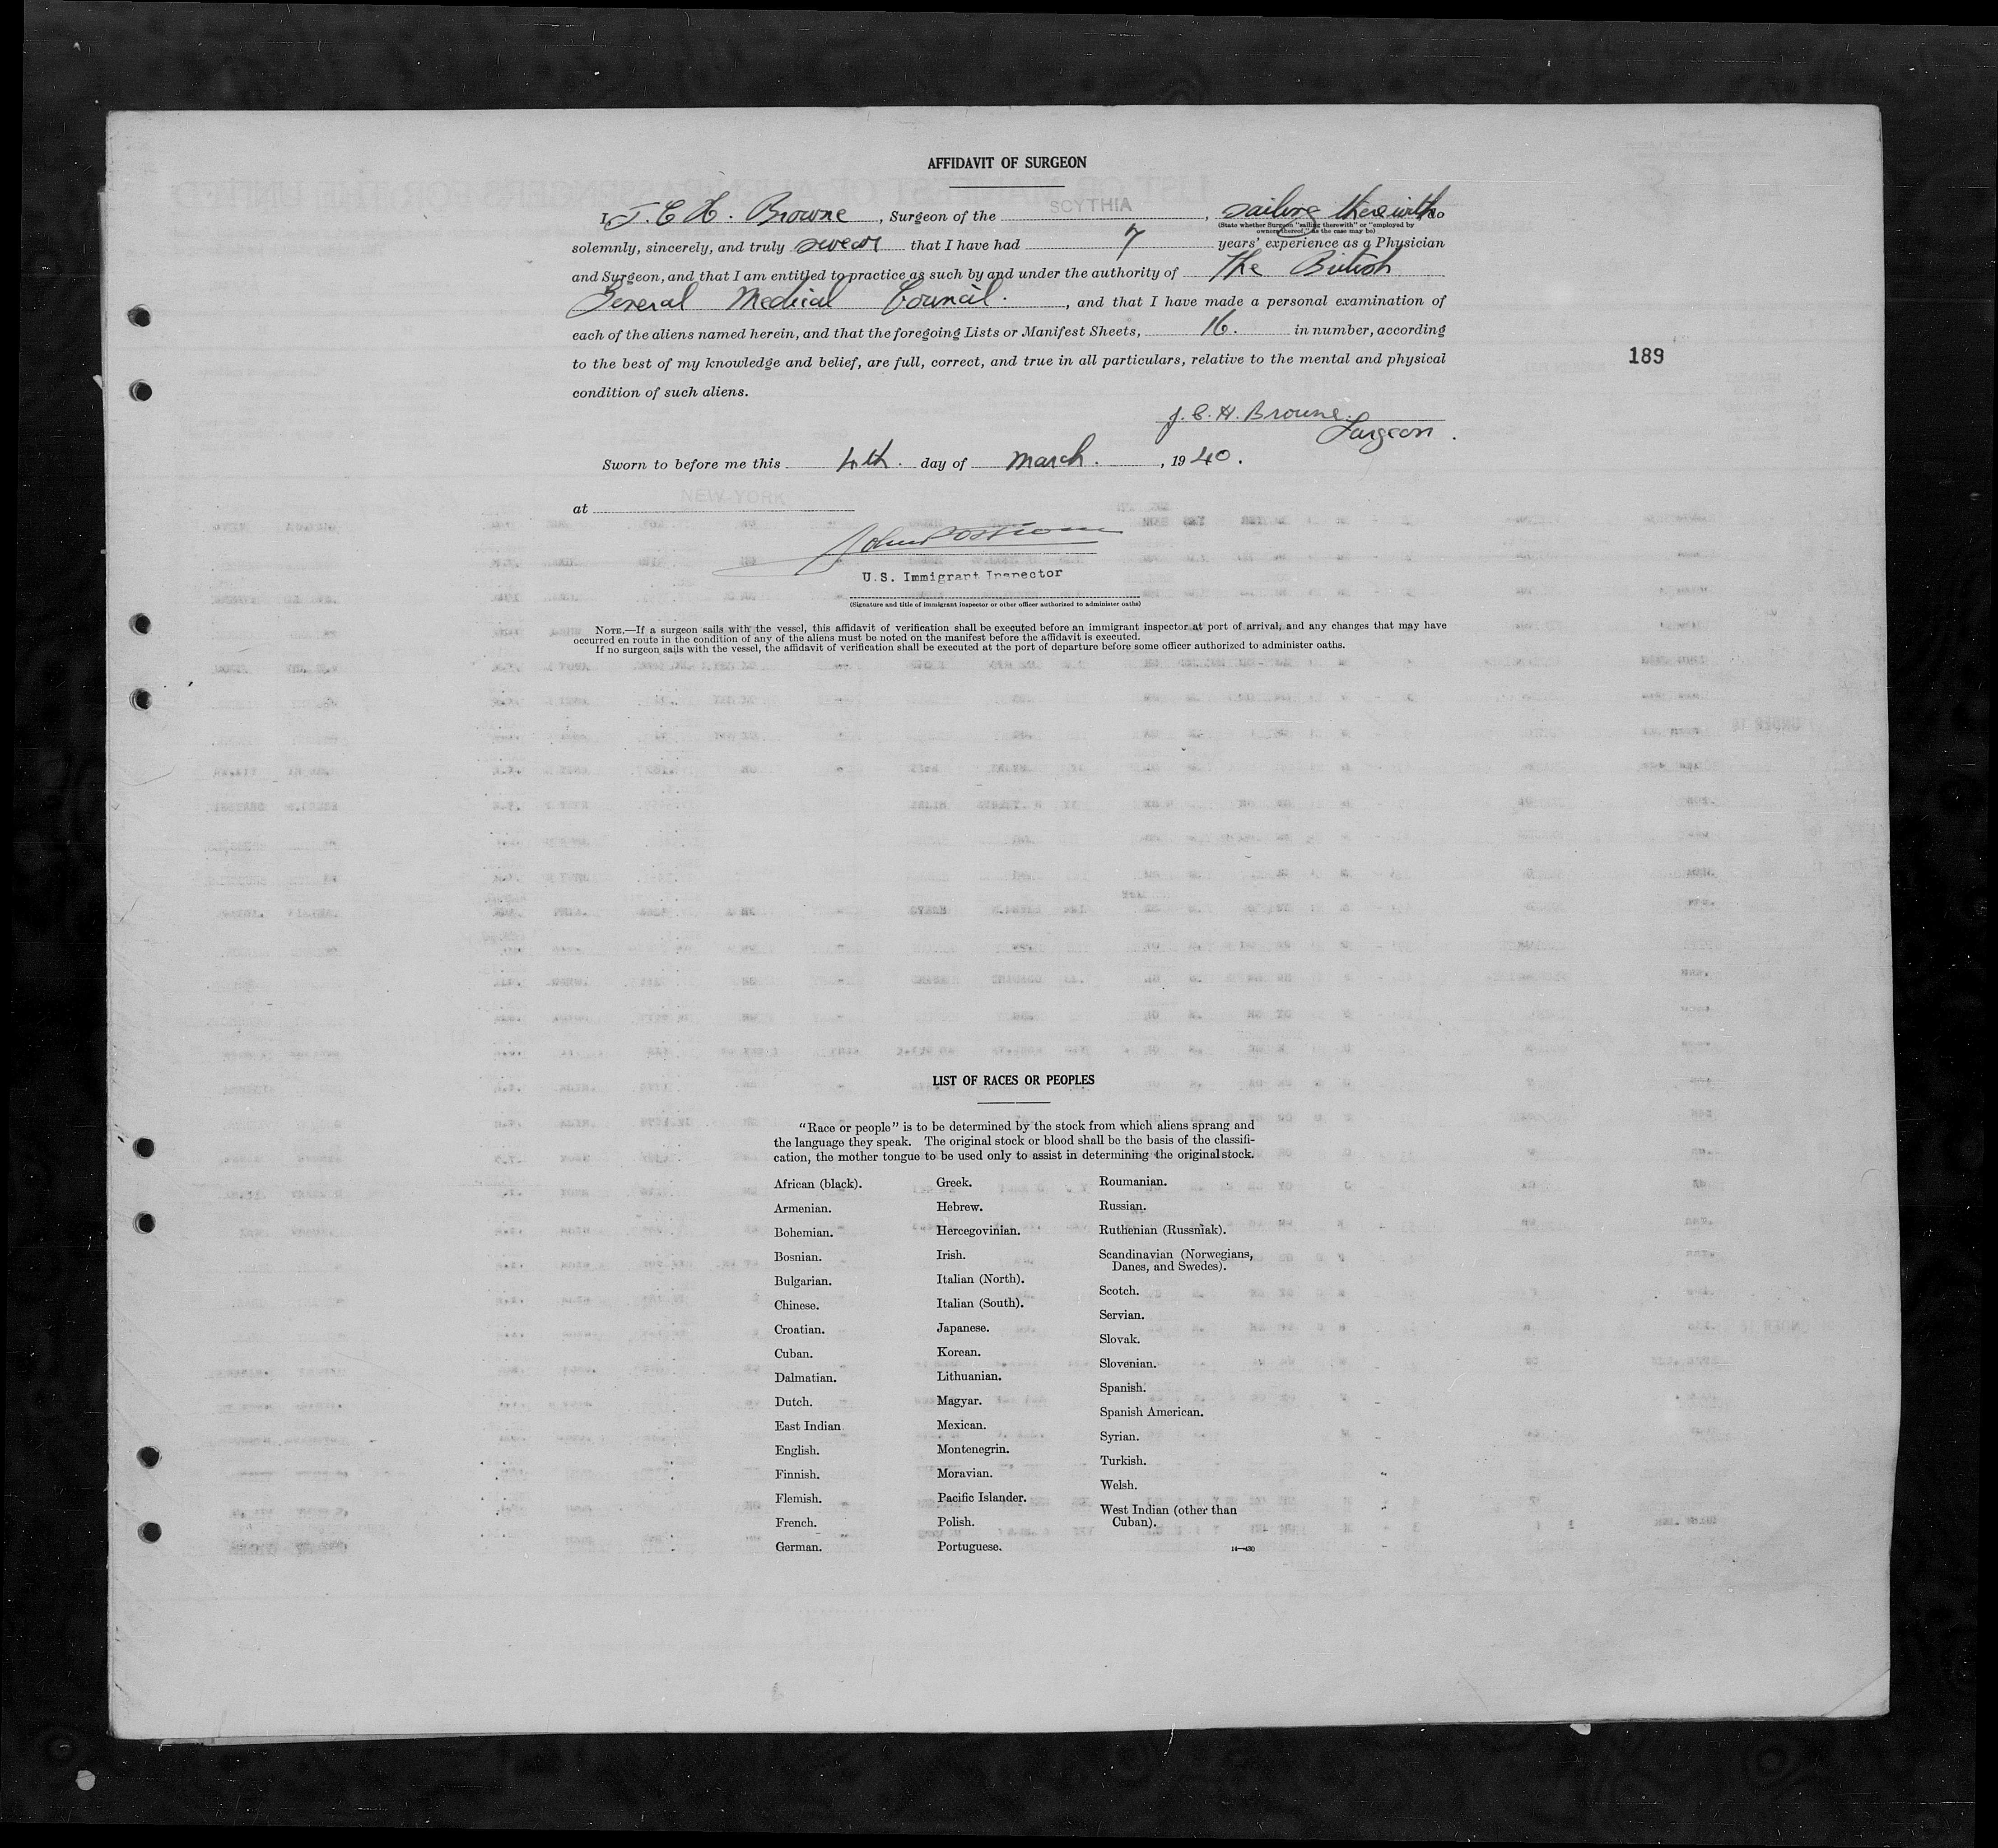 AFFIDAVIT OF SURGEON
I, J. C. H. Browne, Surgeon of the SCYTHIA, sailing therewith do
(State whether Surgeon "sailing therewith" or "employed by
owners thereof," as the case may be)
solemnly, sincerely, and truly swear that I have had 7 years' experience as a Physician
and Surgeon, and that I am entitled to practice as such by and under the authority of The British
General Medical Council., and that I have made a personal examination of
each of the aliens named herein, and that the foregoing Lists or Manifest Sheets, 16. in number, according
to the best of my knowledge and belief, are full, correct, and true in all particulars, relative to the mental and physical
189
condition of such aliens.
J. C. H. Browne.
Surgeon.
Sworn to before me this 4th. day of March., 1940.
at NEW YORK
U.S. Immigrant Inspector
(Signature and title of immigrant inspector or other officer authorized to administer oaths)
NOTE.—If a surgeon sails with the vessel, this affidavit of verification shall be executed before an immigrant inspector at port of arrival, and any changes that may have
occurred en route in the condition of any of the aliens must be noted on the manifest before the affidavit is executed.
If no surgeon sails with the vessel, the affidavit of verification shall be executed at the port of departure before some officer authorized to administer oaths.
LIST OF RACES OR PEOPLES
"Race or people" is to be determined by the stock from which aliens sprang and
the language they speak. The original stock or blood shall be the basis of the classifi-
cation, the mother tongue to be used only to assist in determining the original stock.
African (black).
Armenian.
Bohemian.
Bosnian.
Bulgarian.
Chinese.
Croatian.
Cuban.
Dalmatian.
Dutch.
East Indian
English.
Finnish.
Flemish.
French.
German.
Greek.
Hebrew.
Hercegovinian.
Irish.
Italian (North).
Italian (South).
Japanese.
Korean.
Lithuanian.
Magyar.
Mexican.
Montenegrin.
Moravian.
Pacific Islander.
Polish.
Portuguese.
Roumanian.
Russian.
Ruthenian (Russniak).
Scandinavian (Norwegians,
Danes, and Swedes).
Scotch.
Servian.
Slovak.
Slovenian.
Spanish.
Spanish American.
Syrian.
Turkish.
Welsh.
West Indian (other than
Cuban).